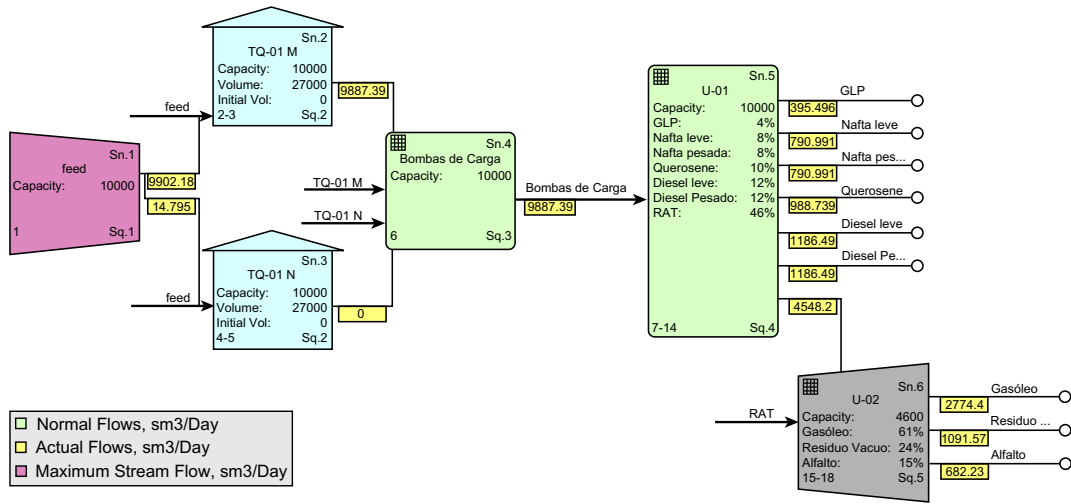 Sn.1
feed
Capacity: 10000
1 Sq.1
feed
feed
9902.18
14.795
Sn.2
TQ-01 M
Capacity: 10000
Volume: 27000
Initial Vol: 0
2-3 Sq.2
9887.39
Sn.3
TQ-01 N
Capacity: 10000
Volume: 27000
Initial Vol: 0
4-5 Sq.2
0
TQ-01 M
TQ-01 N
Sn.4
Bombas de Carga
Capacity: 10000
6 Sq.3
Bombas de Carga
9887.39
Sn.5
U-01
Capacity: 10000
GLP: 4%
Nafta leve: 8%
Nafta pesada: 8%
Querosene: 10%
Diesel leve: 12%
Diesel Pesado: 12%
RAT: 46%
7-14 Sq.4
GLP
395.496
Nafta leve
790.991
Nafta pes...
790.991
Querosene
988.739
Diesel leve
1186.49
Diesel Pe...
1186.49
4548.2
RAT
Sn.6
U-02
Capacity: 4600
Gasóleo: 61%
Residuo Vacuo: 24%
Alfalto: 15%
15-18 Sq.5
Gasóleo
2774.4
Residuo ...
1091.57
Alfalto
682.23
Normal Flows, sm3/Day
Actual Flows, sm3/Day
Maximum Stream Flow, sm3/Day